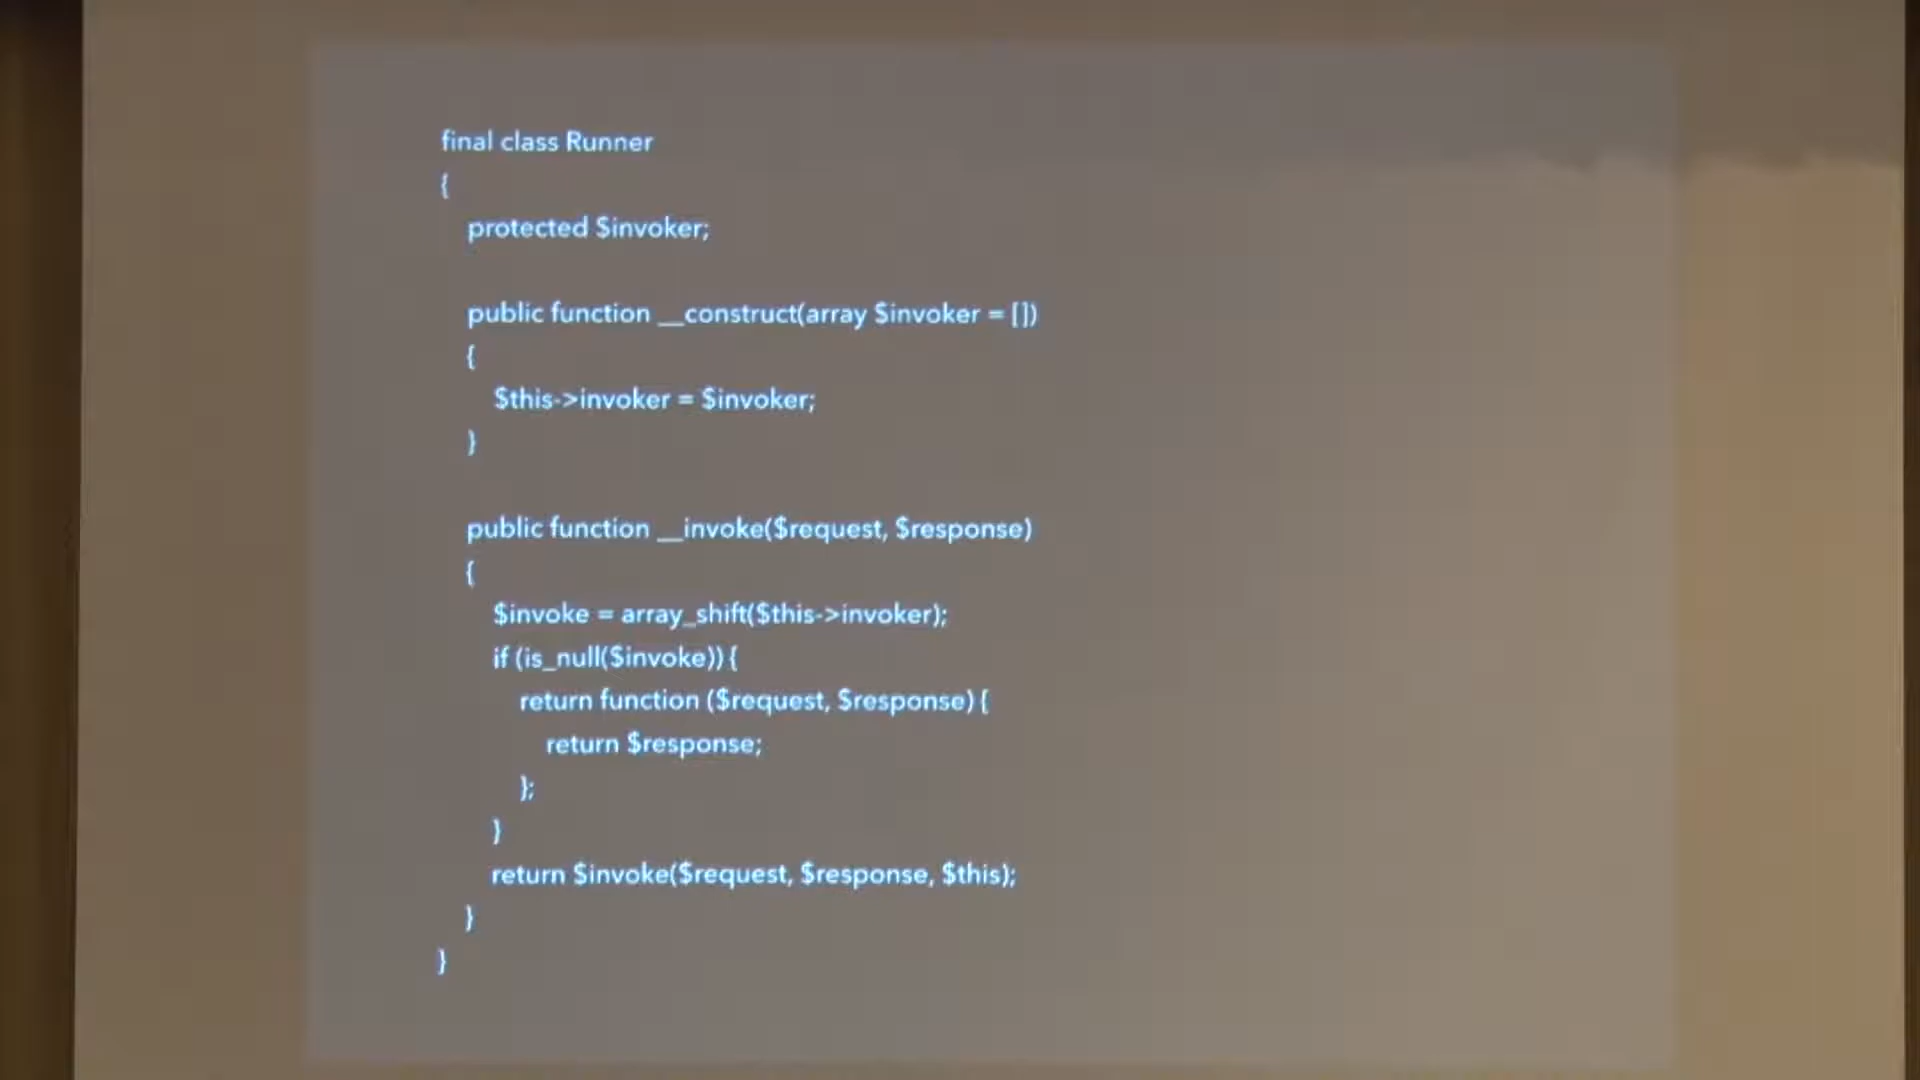 final class Runner
{
protected $invoker;
public function __construct(array $invoker = [])
{
$this->invoker = $invoker;
}
public function __invoke($request, $response)
{
$invoke = array_shift($this->invoker);
if (is_null($invoke)) {
return function ($request, $response) {
return $response;
};
}
return $invoke($request, $response, $this);
}
}